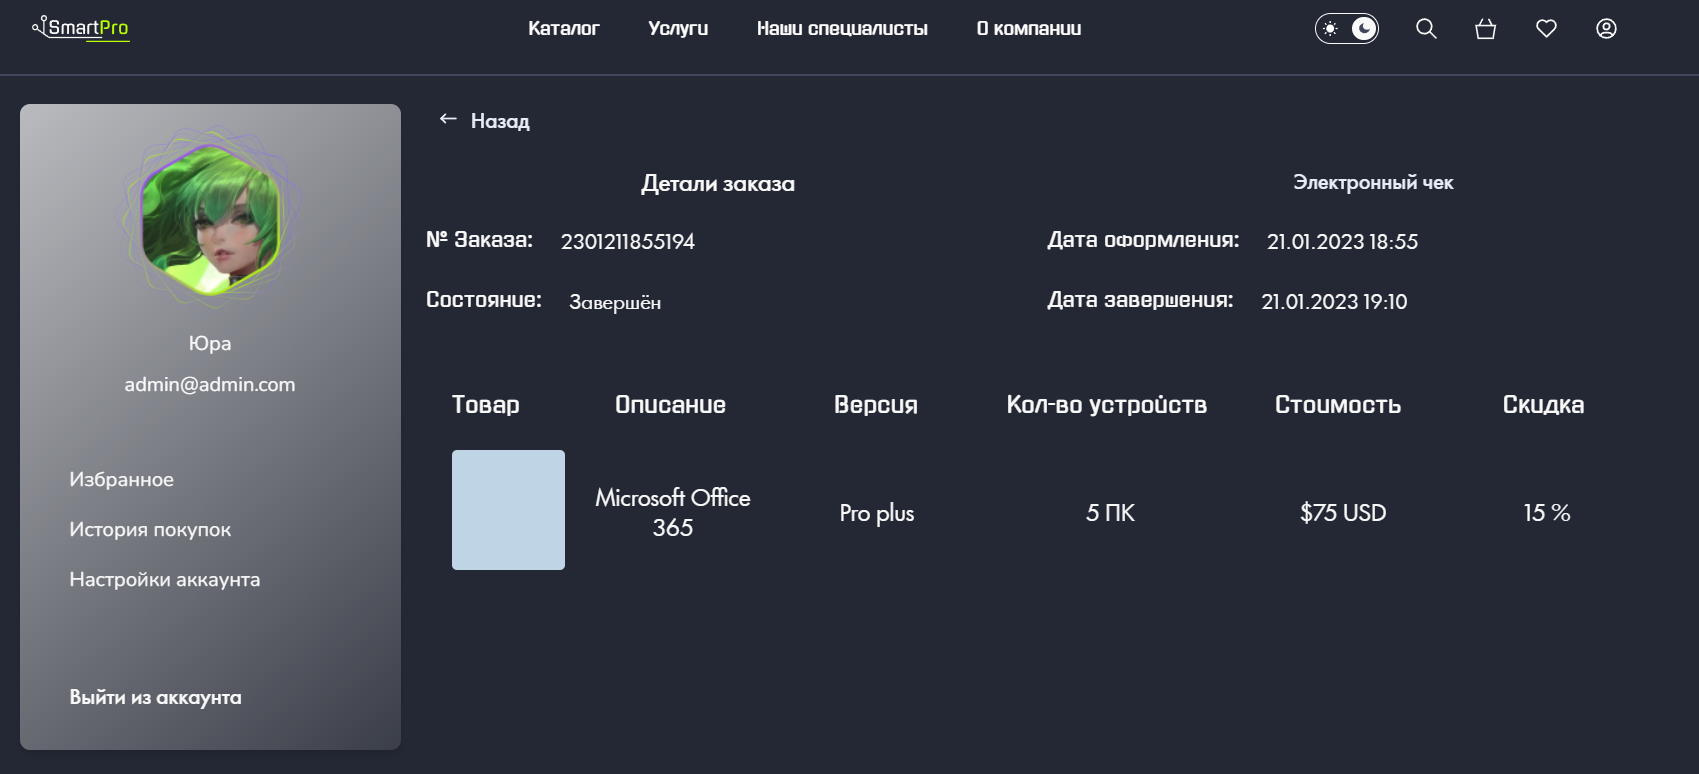 SmartPro
Каталог Услуги Наши специалисты О компании
← Назад
Детали заказа Электронный чек
№ Заказа: 2301211855194 Дата оформления: 21.01.2023 18:55
Состояние: Завершён Дата завершения: 21.01.2023 19:10
Юра
admin@admin.com
Избранное
История покупок
Настройки аккаунта
Выйти из аккаунта
Товар Описание Версия Кол-во устройств Стоимость Скидка
Microsoft Office
365 Pro plus 5 ПК $75 USD 15 %